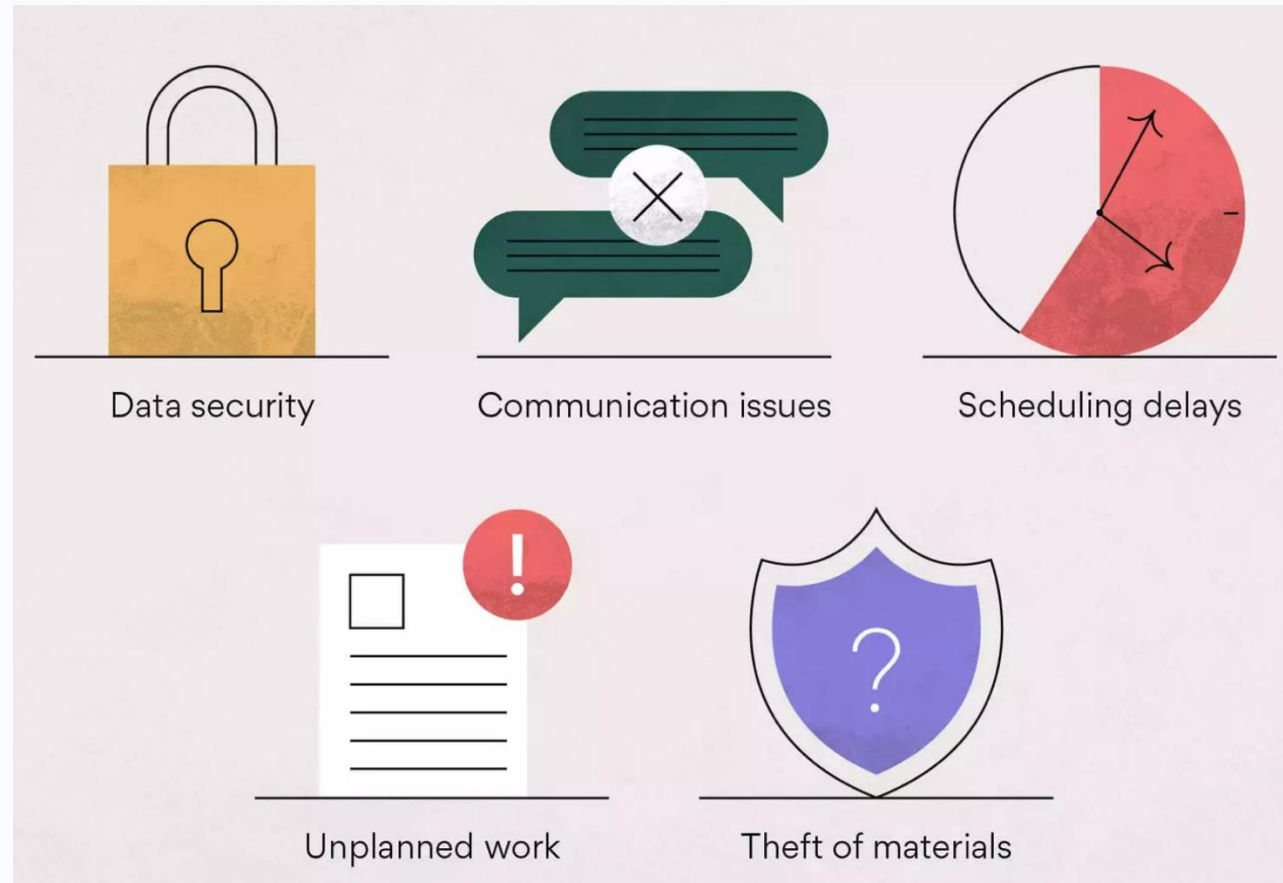 Data security
Communication issues
Scheduling delays
!
?
Unplanned work
Theft of materials